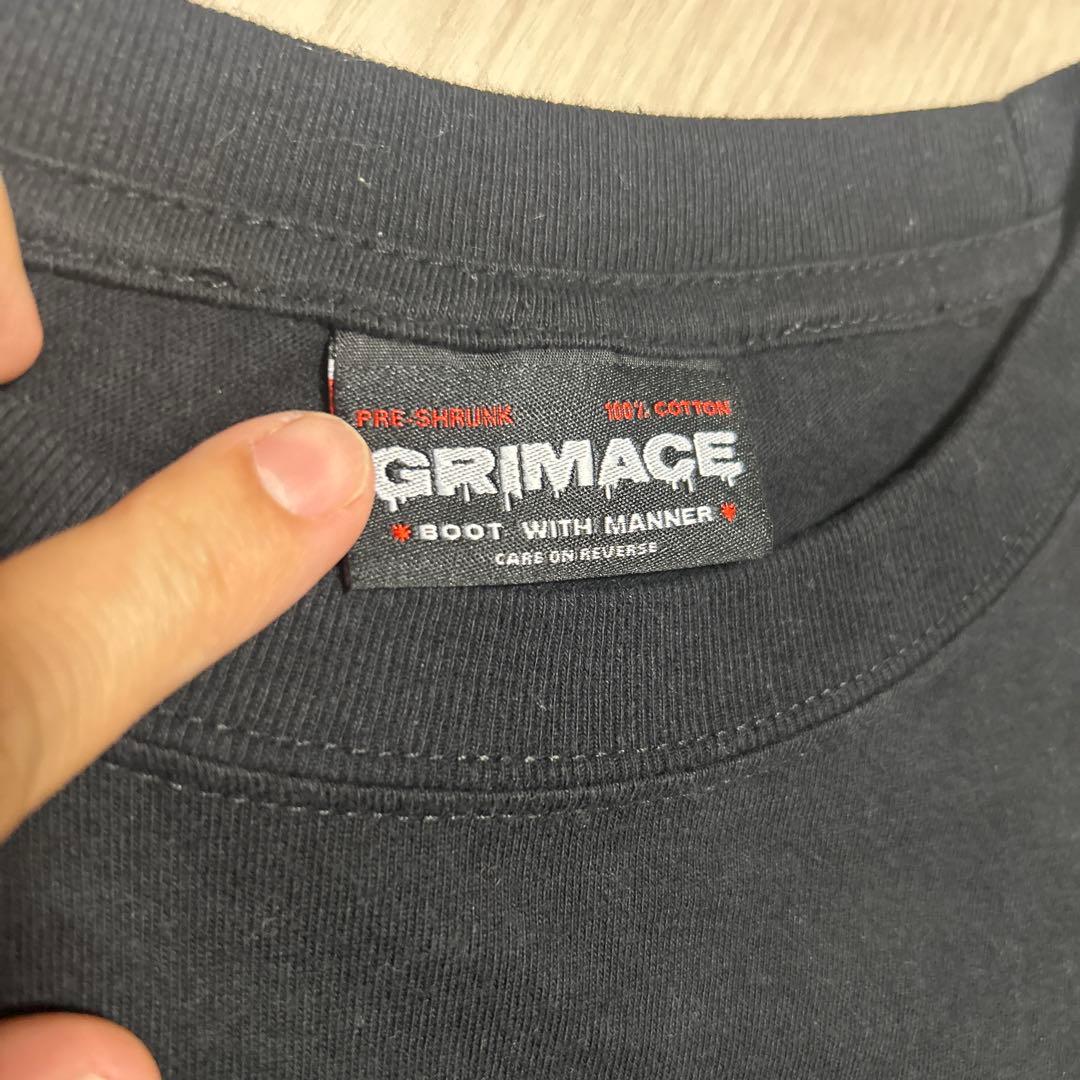 PRE-SHRUNK 100% COTTON
GRIMACE
BOOT WITH MANNER
CARE ON REVERSE